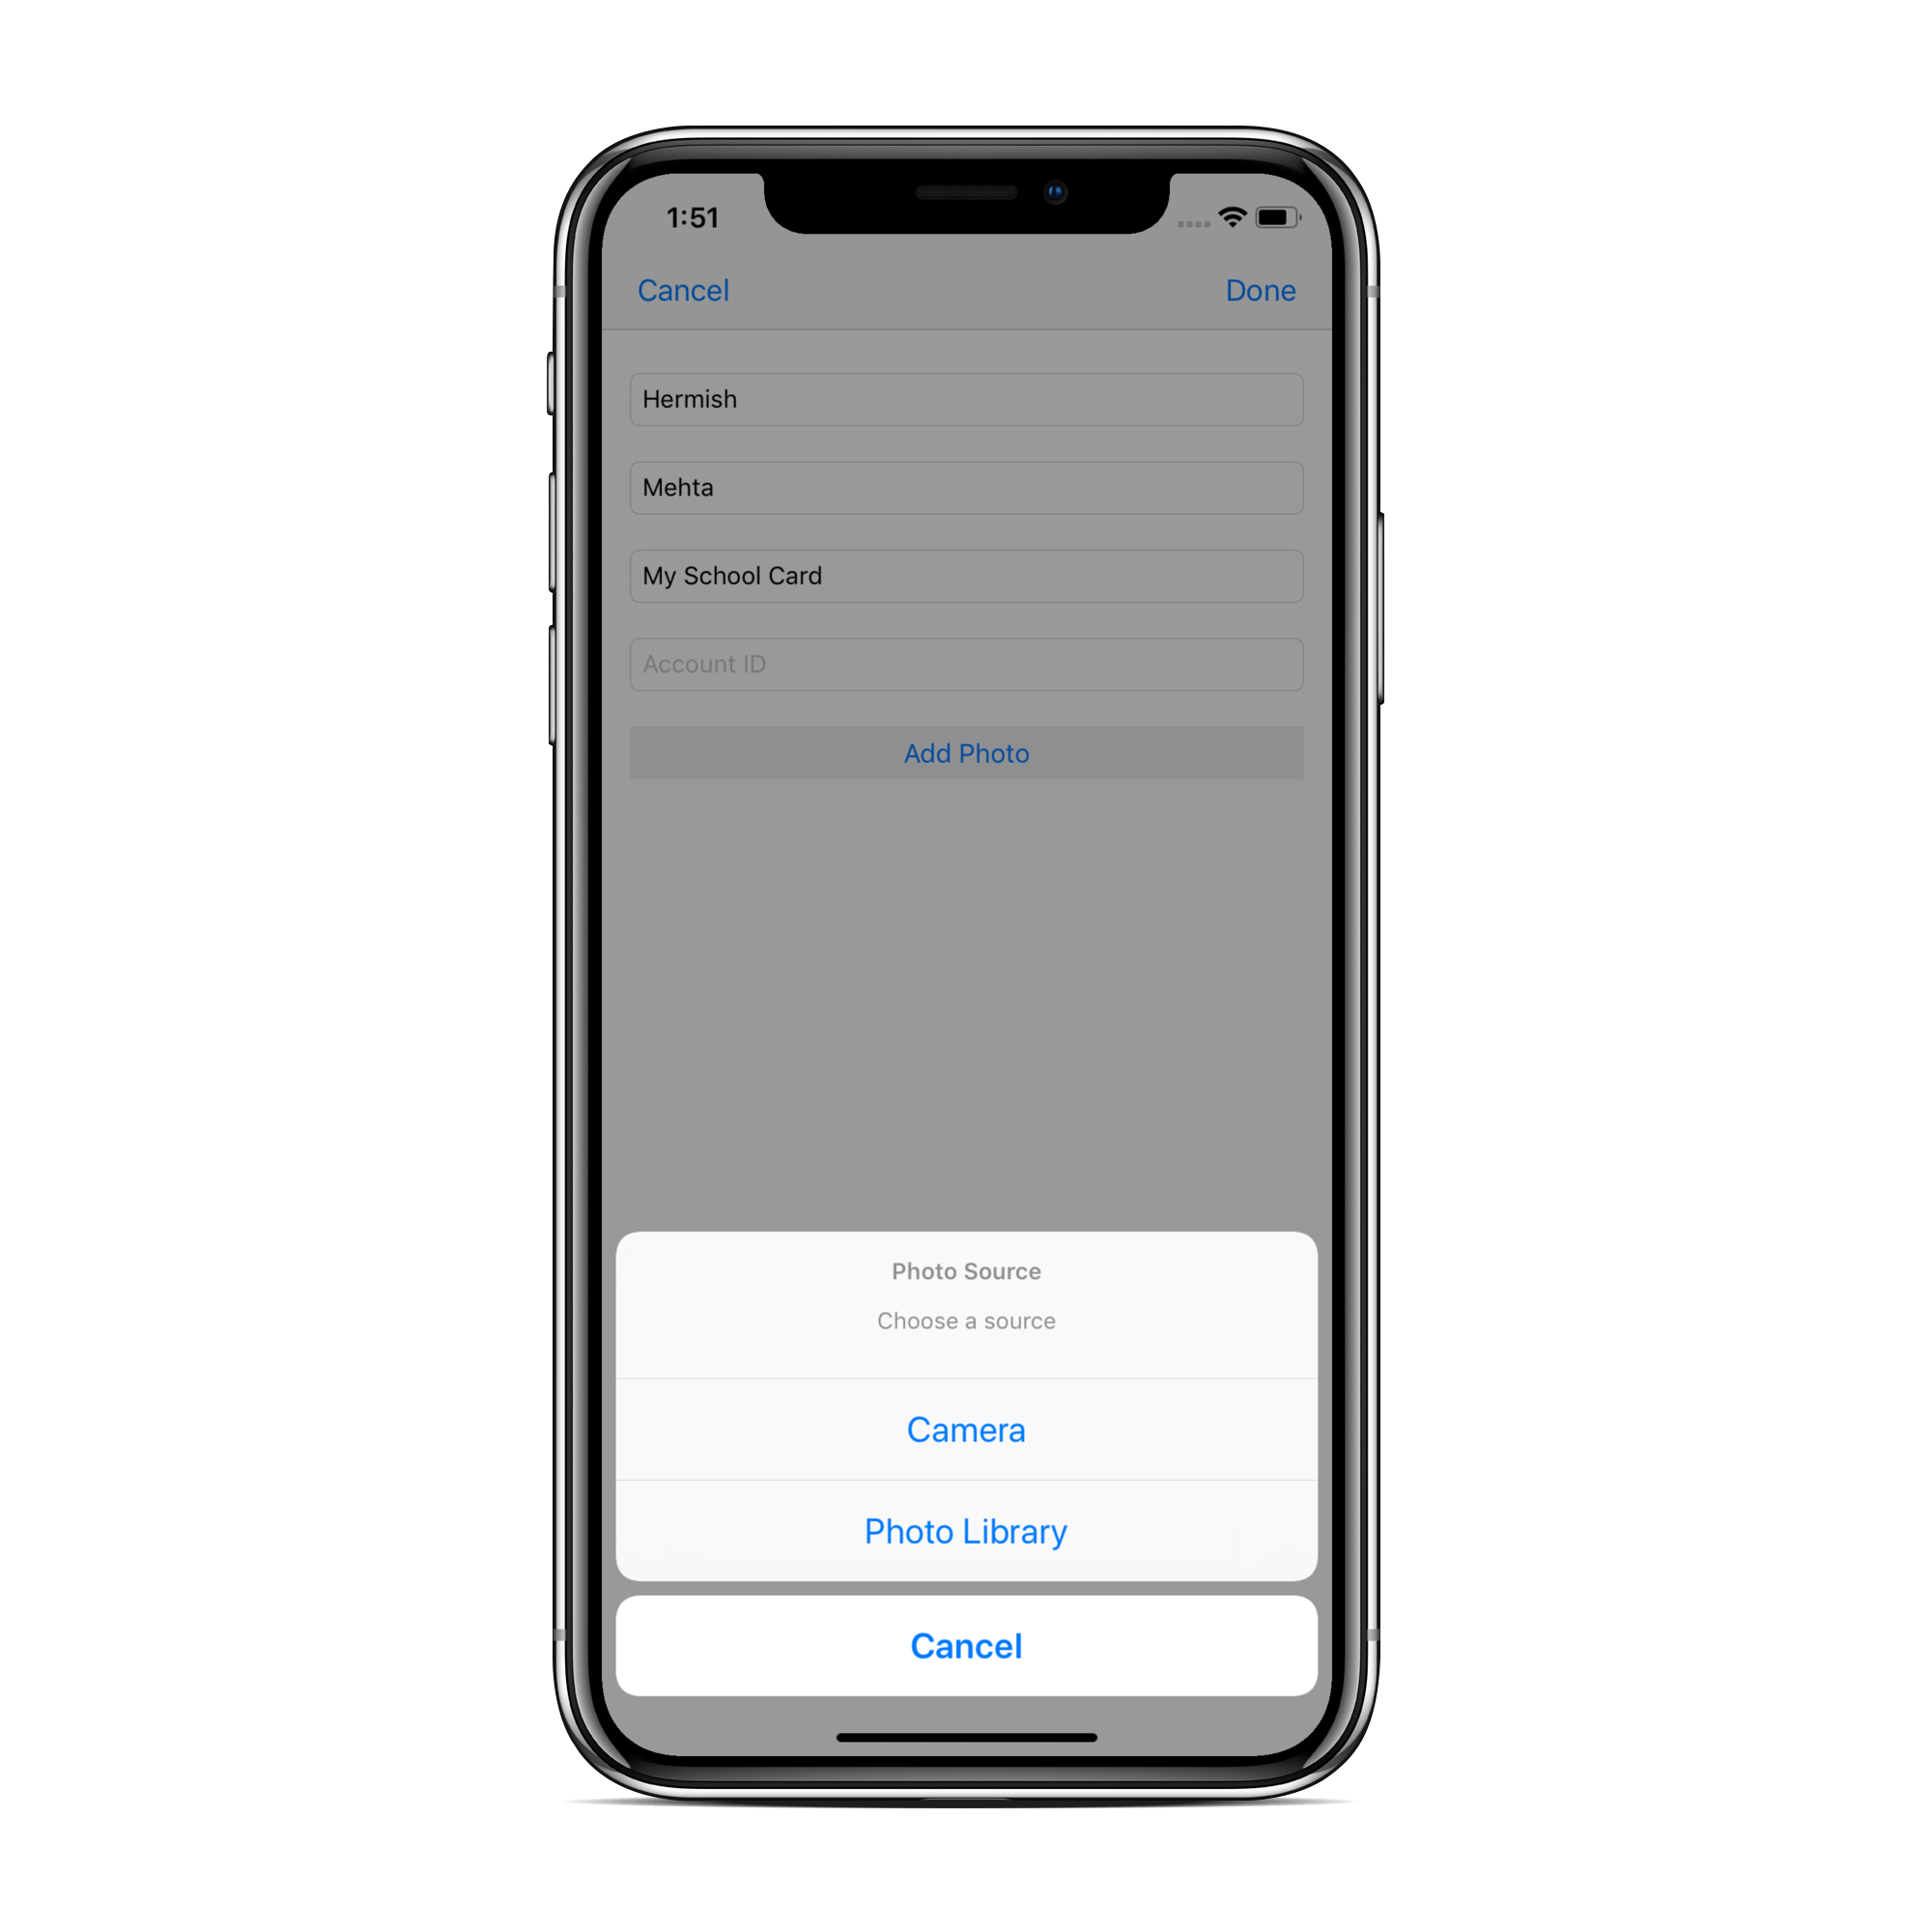 1:51
Cancel Done
Hermish
Mehta
My School Card
Account ID
Add Photo
Photo Source
Choose a source
Camera
Photo Library
Cancel